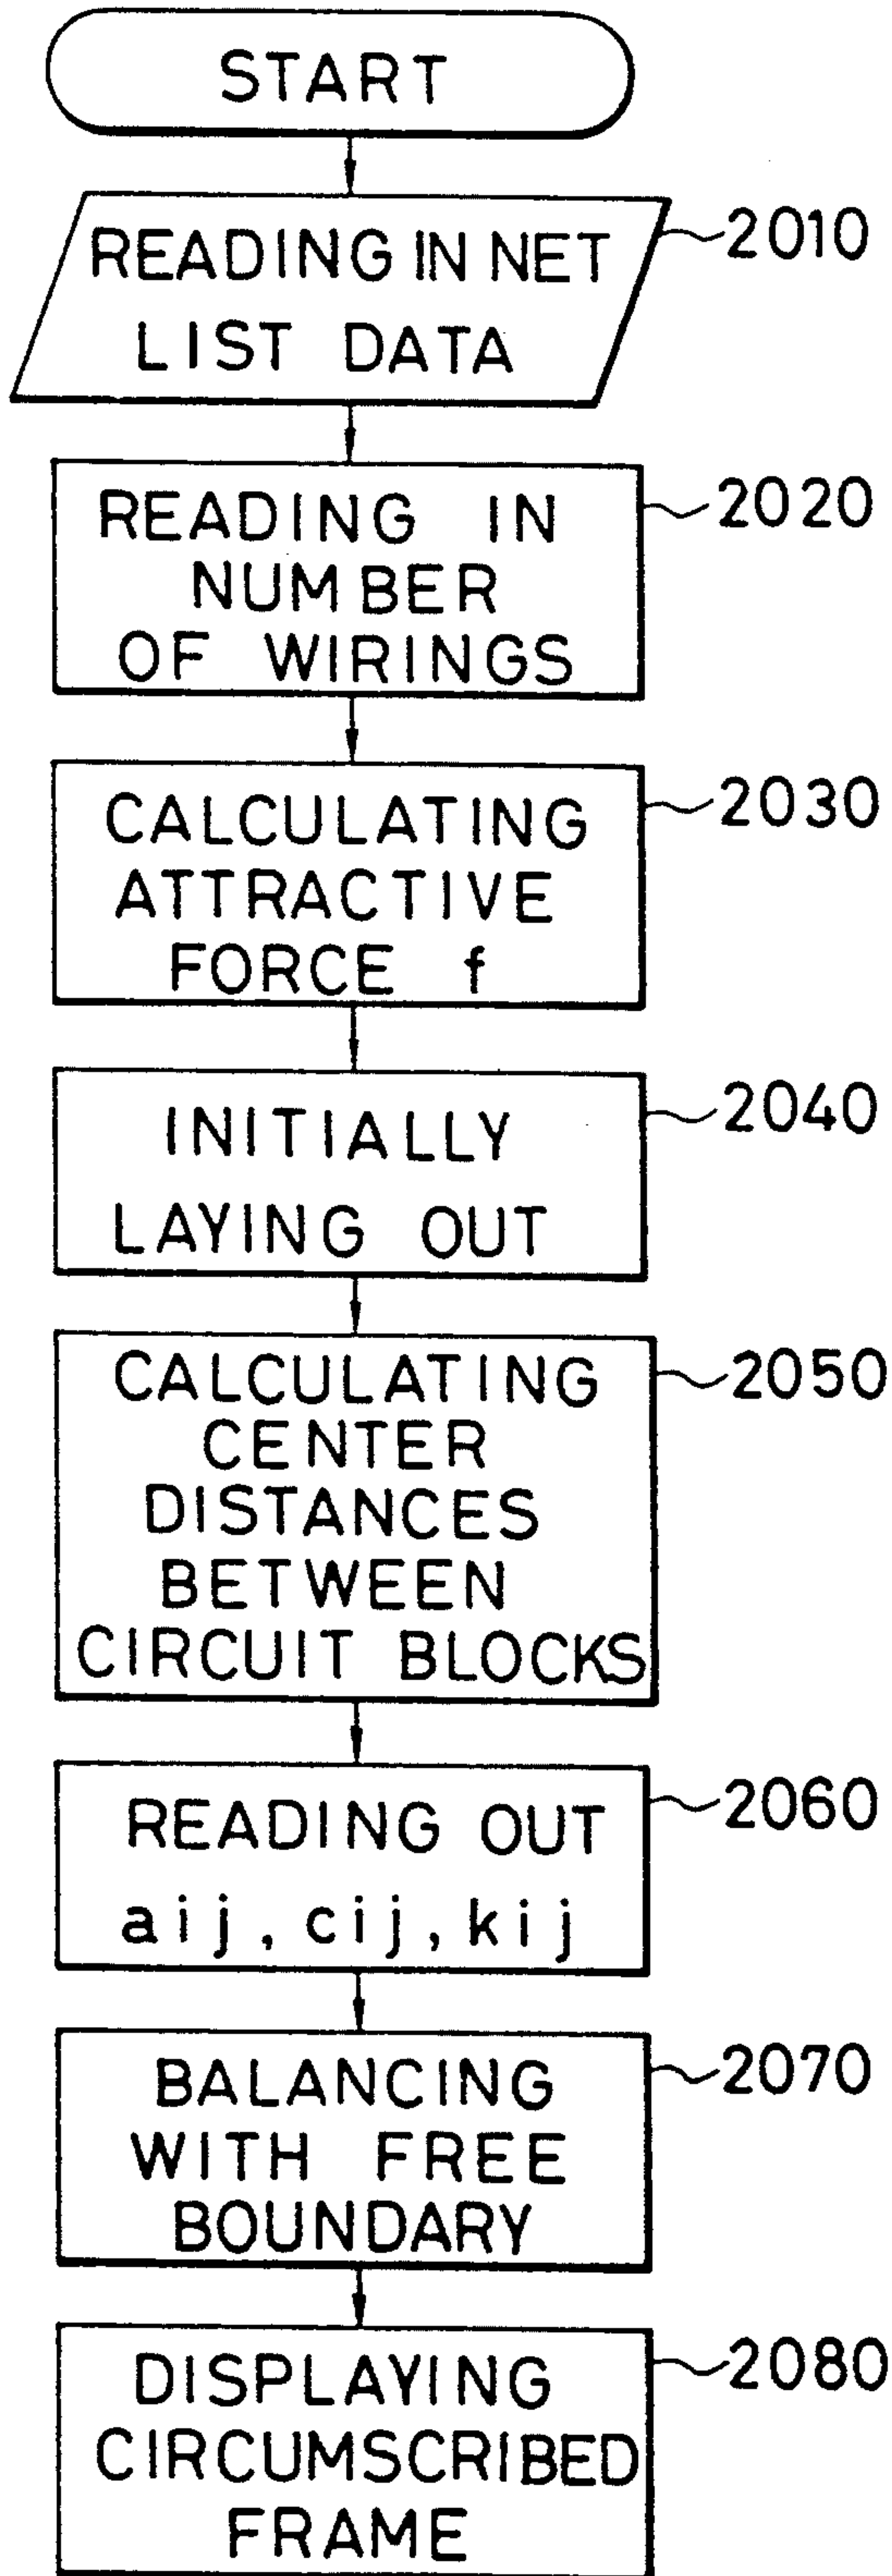 START
READING IN NET
LIST DATA
2010
READING IN
NUMBER
OF WIRINGS
2020
CALCULATING
ATTRACTIVE
FORCE f
2030
INITIALLY
LAYING OUT
2040
CALCULATING
CENTER
DISTANCES
BETWEEN
CIRCUIT BLOCKS
2050
READING OUT
aij, cij, kij
2060
BALANCING
WITH FREE
BOUNDARY
2070
DISPLAYING
CIRCUMSCRIBED
FRAME
2080